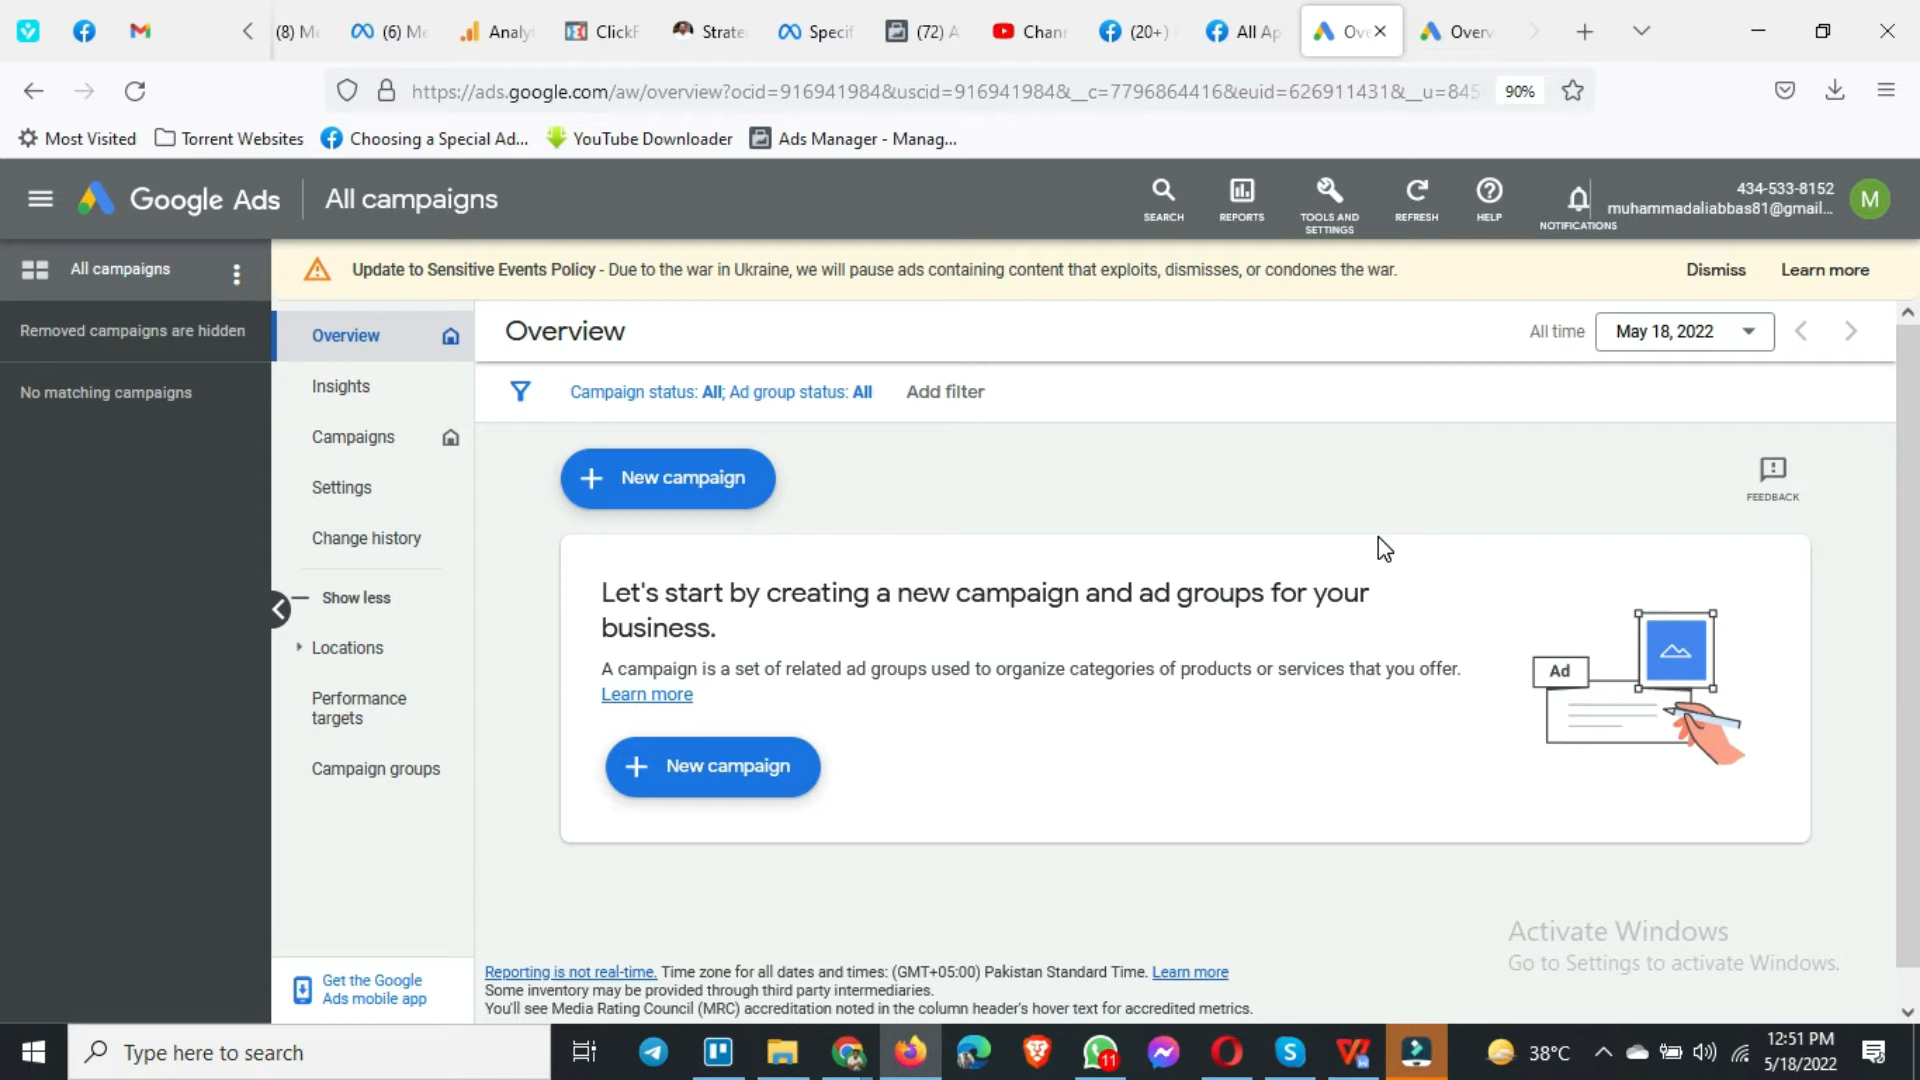 (8) Me
(6) Me
Analy
ClickF
Strate
Specif
(72) A
Chan
(20+)
All Ap
Ove
Overv
https://ads.google.com/aw/overview?ocid=916941984&uscid=916941984&__c=7796864416&euid=626911431&__u=845
90%
Most Visited
Torrent Websites
Choosing a Special Ad...
YouTube Downloader
Ads Manager - Manag...
Google Ads
All campaigns
SEARCH
REPORTS
TOOLS AND
SETTINGS
REFRESH
HELP
NOTIFICATIONS
434-533-8152
muhammadaliabbas81@gmail...
M
All campaigns
Removed campaigns are hidden
No matching campaigns
Update to Sensitive Events Policy - Due to the war in Ukraine, we will pause ads containing content that exploits, dismisses, or condones the war.
Dismiss
Learn more
Overview
Insights
Campaigns
Settings
Change history
Show less
Locations
Performance
targets
Campaign groups
Get the Google
Ads mobile app
Overview
All time
May 18, 2022
Campaign status: All; Ad group status: All
Add filter
New campaign
FEEDBACK
Let's start by creating a new campaign and ad groups for your
business.
A campaign is a set of related ad groups used to organize categories of products or services that you offer.
Learn more
New campaign
Ad
Activate Windows
Go to Settings to activate Windows.
Reporting is not real-time. Time zone for all dates and times: (GMT+05:00) Pakistan Standard Time. Learn more
Some inventory may be provided through third party intermediaries.
You'll see Media Rating Council (MRC) accreditation noted in the column header's hover text for accredited metrics.
Type here to search
11
38°C
12:51 PM
5/18/2022